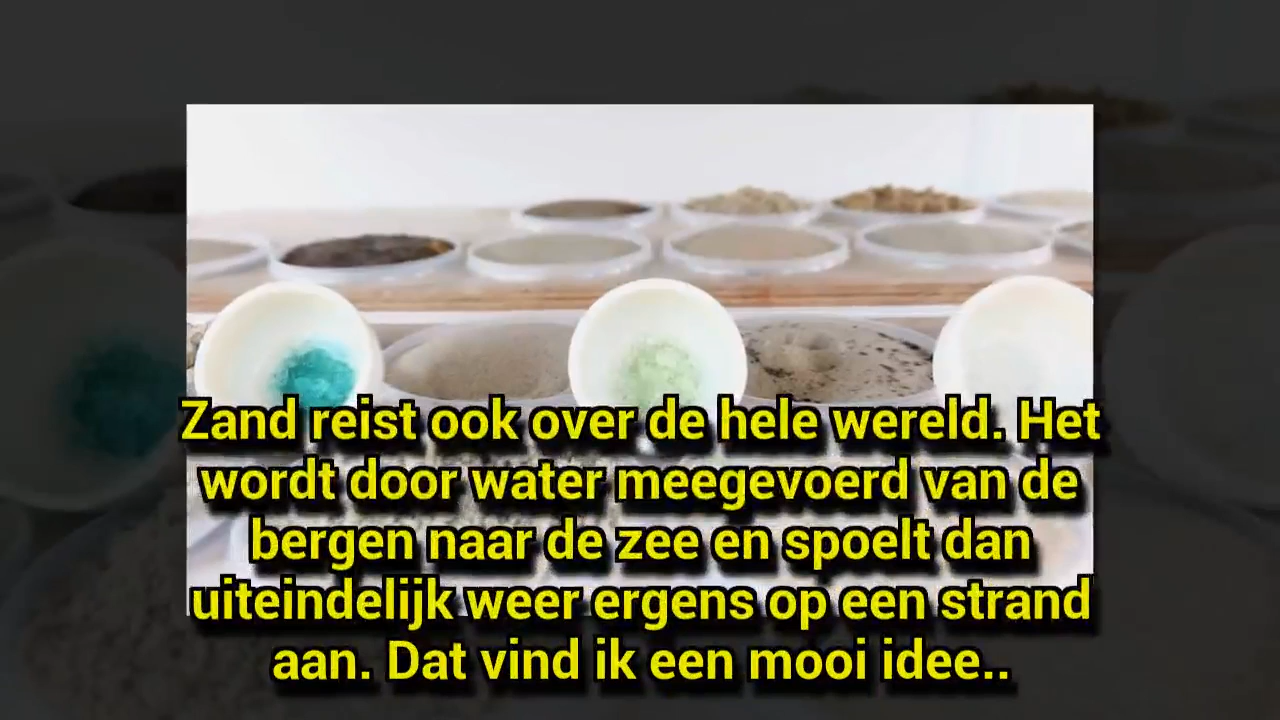 Zand reist ook over de hele wereld. Het
wordt door water meegevoerd van de
bergen naar de zee en spoelt dan
uiteindelijk weer ergens op een strand
aan. Dat vind ik een mooi idee..